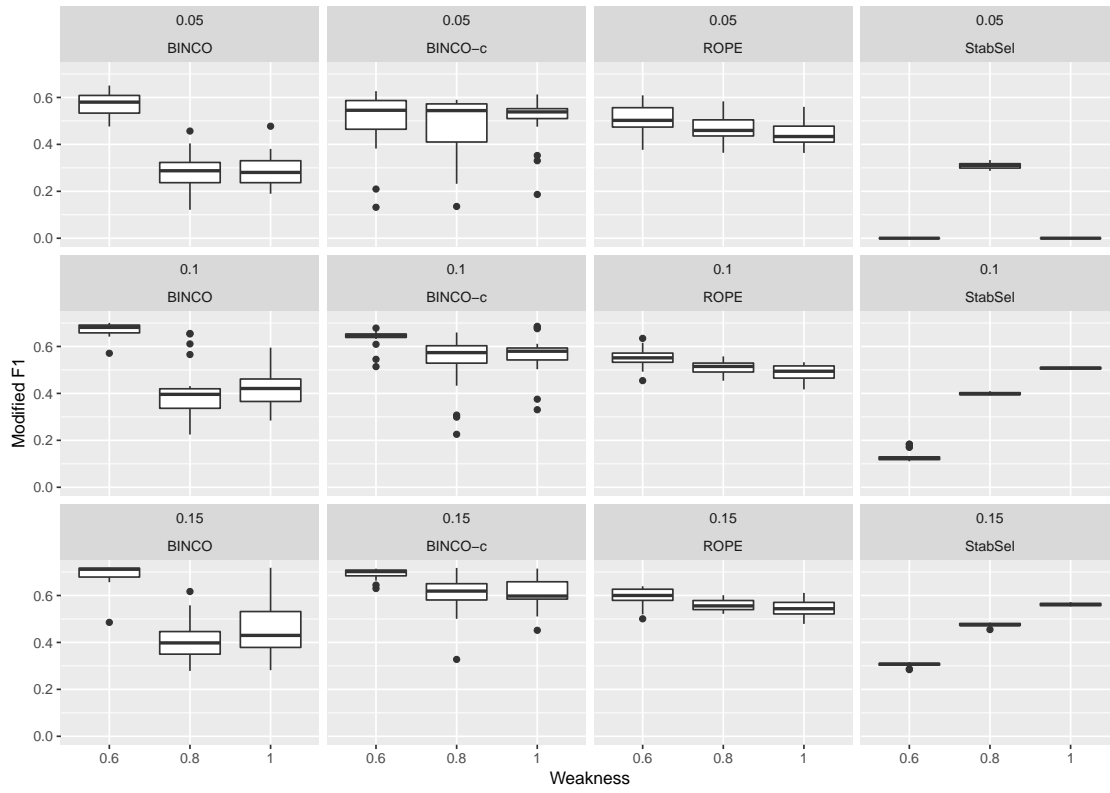 0.05 0.05 0.05 0.05
BINCO BINCO-c ROPE StabSel
0.6
0.4
0.2
0.0
0.1 0.1 0.1 0.1
BINCO BINCO-c ROPE StabSel
0.6
0.4
0.2
0.0
Modified F1
0.15 0.15 0.15 0.15
BINCO BINCO-c ROPE StabSel
0.6
0.4
0.2
0.0
0.6 0.8 1 0.6 0.8 1 0.6 0.8 1 0.6 0.8 1
Weakness